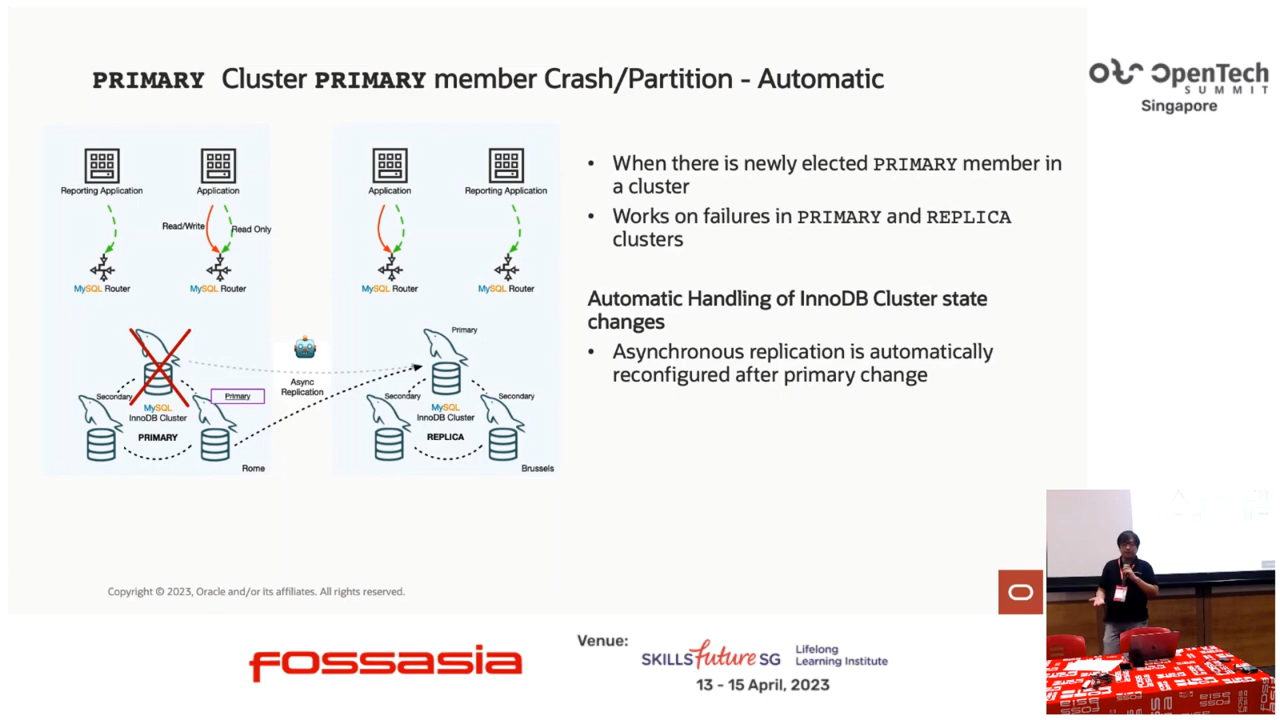 PRIMARY Cluster PRIMARY member Crash/Partition - Automatic
OpenTech
SUMMIT
Singapore
Reporting Application
Application
Read/Write
Read Only
MySQL Router
MySQL Router
Application
Reporting Application
MySQL Router
MySQL Router
Secondary
Primary
MySQL
InnoDB Cluster
PRIMARY
Rome
Async
Replication
Primary
Secondary
Secondary
MySQL
InnoDB Cluster
REPLICA
Brussels
• When there is newly elected PRIMARY member in
a cluster
• Works on failures in PRIMARY and REPLICA
clusters
Automatic Handling of InnoDB Cluster state
changes
• Asynchronous replication is automatically
reconfigured after primary change
Copyright © 2023, Oracle and/or its affiliates. All rights reserved.
FOSSASIA
Venue:
SKILLSfuture SG
Lifelong
Learning Institute
13 - 15 April, 2023